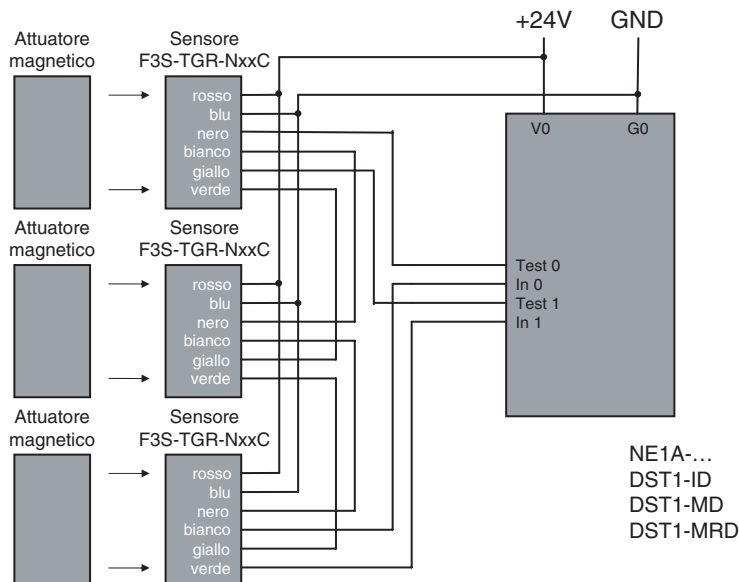 +24V GND
Attuatore
magnetico
Sensore
F3S-TGR-NxxC
rosso
blu
nero
bianco
giallo
verde
V0 G0
Attuatore
magnetico
Sensore
F3S-TGR-NxxC
rosso
blu
nero
bianco
giallo
verde
Test 0
In 0
Test 1
In 1
Attuatore
magnetico
Sensore
F3S-TGR-NxxC
rosso
blu
nero
bianco
giallo
verde
NE1A-...
DST1-ID
DST1-MD
DST1-MRD